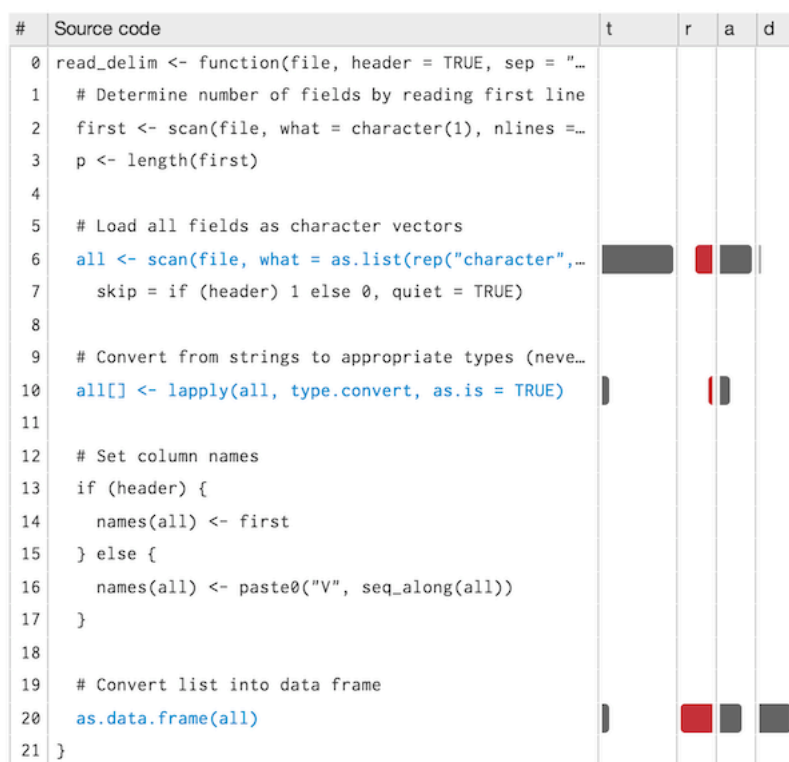 # Source code t r a d
0 read_delim <- function(file, header = TRUE, sep = "…
1 # Determine number of fields by reading first line
2 first <- scan(file, what = character(1), nlines =…
3 p <- length(first)
4
5 # Load all fields as character vectors
6 all <- scan(file, what = as.list(rep("character",…
7 skip = if (header) 1 else 0, quiet = TRUE)
8
9 # Convert from strings to appropriate types (neve…
10 all[] <- lapply(all, type.convert, as.is = TRUE)
11
12 # Set column names
13 if (header) {
14 names(all) <- first
15 } else {
16 names(all) <- paste0("V", seq_along(all))
17 }
18
19 # Convert list into data frame
20 as.data.frame(all)
21 }